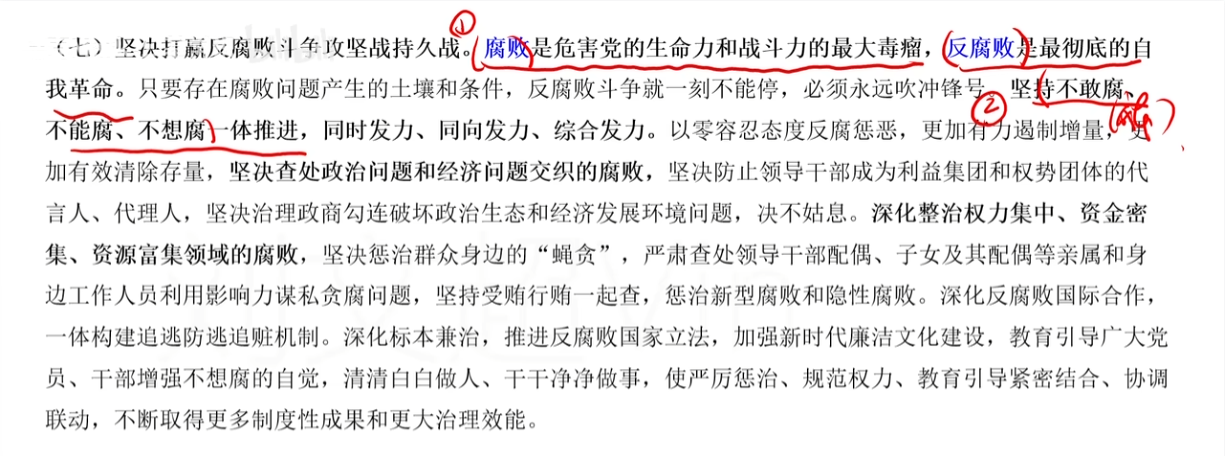 （七）坚决打赢反腐败斗争攻坚战持久战。腐败是危害党的生命力和战斗力的最大毒瘤，反腐败是最彻底的自
我革命。只要存在腐败问题产生的土壤和条件，反腐败斗争就一刻不能停，必须永远吹冲锋号。坚持不敢腐、
不能腐、不想腐一体推进，同时发力、同向发力、综合发力。以零容忍态度反腐惩恶，更加有力遏制增量，更
加有效清除存量，坚决查处政治问题和经济问题交织的腐败，坚决防止领导干部成为利益集团和权势团体的代
言人、代理人，坚决治理政商勾连破坏政治生态和经济发展环境问题，决不姑息。深化整治权力集中、资金密
集、资源富集领域的腐败，坚决惩治群众身边的“蝇贪”，严肃查处领导干部配偶、子女及其配偶等亲属和身
边工作人员利用影响力谋私贪腐问题，坚持受贿行贿一起查，惩治新型腐败和隐性腐败。深化反腐败国际合作，
一体构建追逃防逃追赃机制。深化标本兼治，推进反腐败国家立法，加强新时代廉洁文化建设，教育引导广大党
员、干部增强不想腐的自觉，清清白白做人、干干净净做事，使严厉惩治、规范权力、教育引导紧密结合、协调
联动，不断取得更多制度性成果和更大治理效能。
①
②